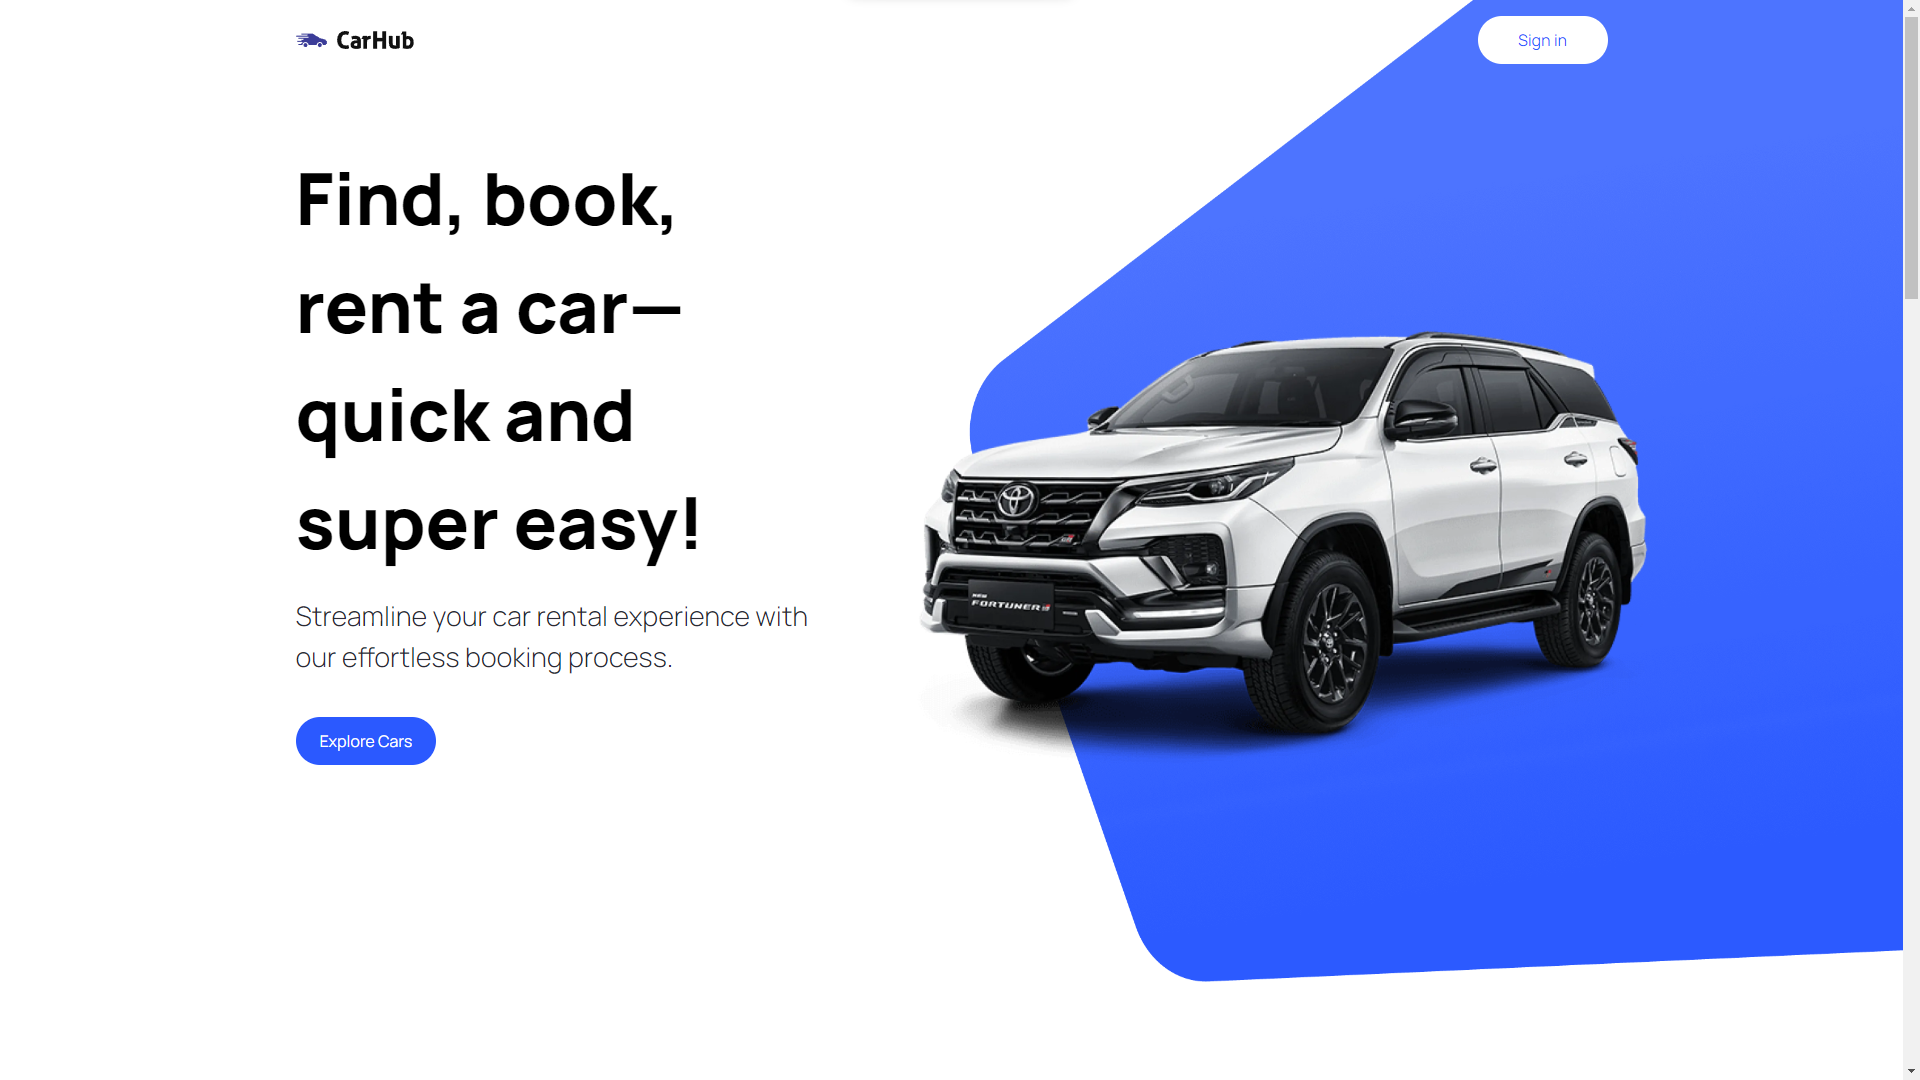 CarHub
Sign in
Find, book,
rent a car—
quick and
super easy!
Streamline your car rental experience with
our effortless booking process.
Explore Cars
NEW
FORTUNER GR